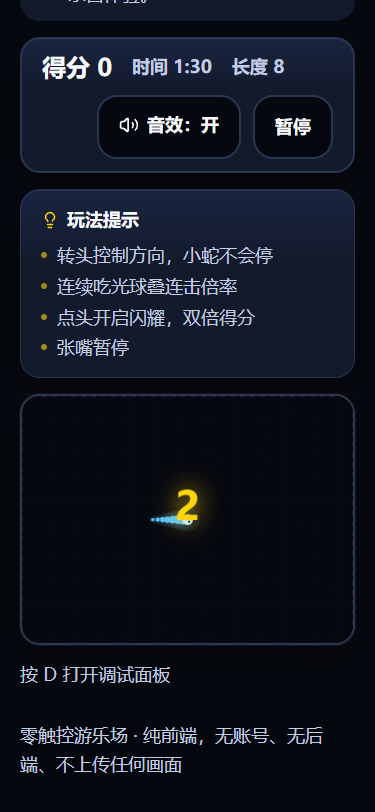 得分 0 时间 1:30 长度 8
音效：开 暂停
玩法提示
转头控制方向，小蛇不会停
连续吃光球叠连击倍率
点头开启闪耀，双倍得分
张嘴暂停
2
按 D 打开调试面板
零触控游乐场 · 纯前端，无账号、无后
端、不上传任何画面